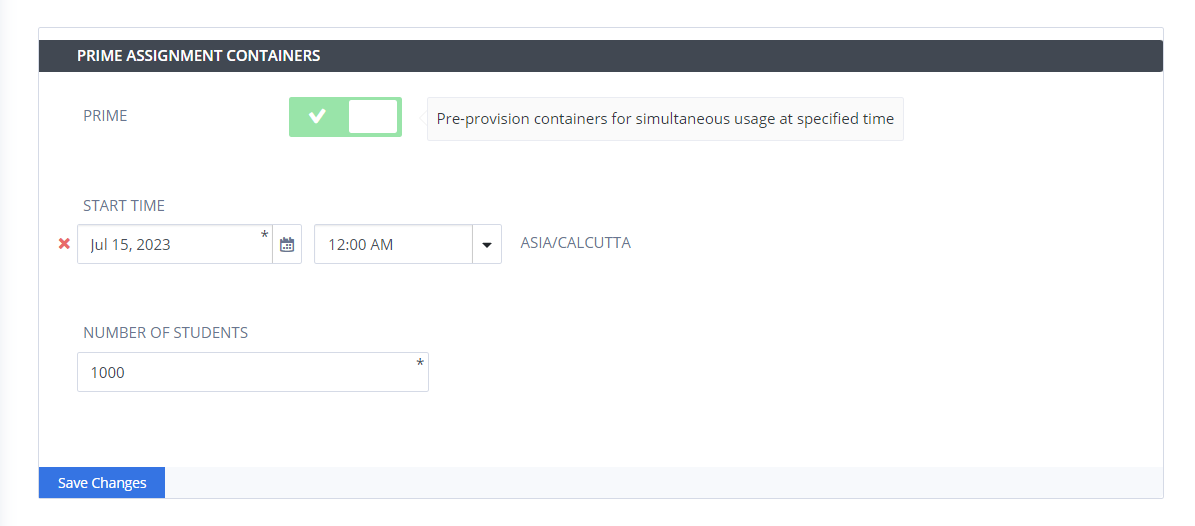 PRIME ASSIGNMENT CONTAINERS
PRIME
Pre-provision containers for simultaneous usage at specified time
START TIME
Jul 15, 2023 * 12:00 AM ASIA/CALCUTTA
NUMBER OF STUDENTS
1000 *
Save Changes